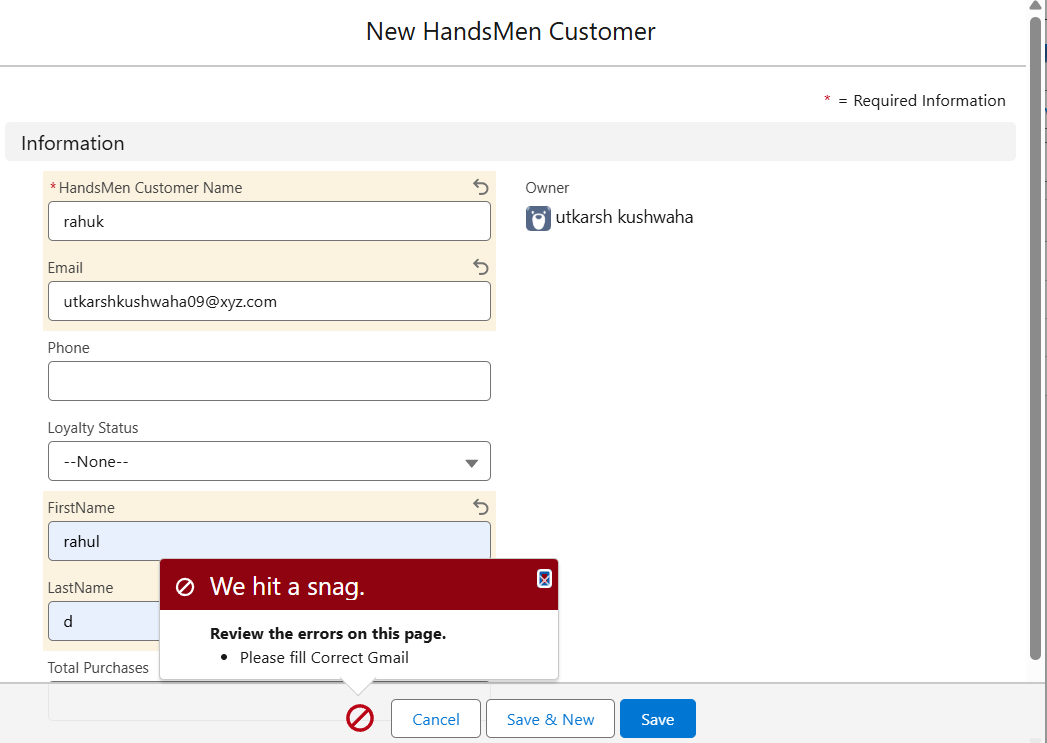 New HandsMen Customer
* = Required Information
Information
*HandsMen Customer Name
rahuk
Owner
utkarsh kushwaha
Email
utkarshkushwaha09@xyz.com
Phone
Loyalty Status
--None--
FirstName
rahul
LastName
d
We hit a snag.
Review the errors on this page.
• Please fill Correct Gmail
Total Purchases
Cancel
Save & New
Save